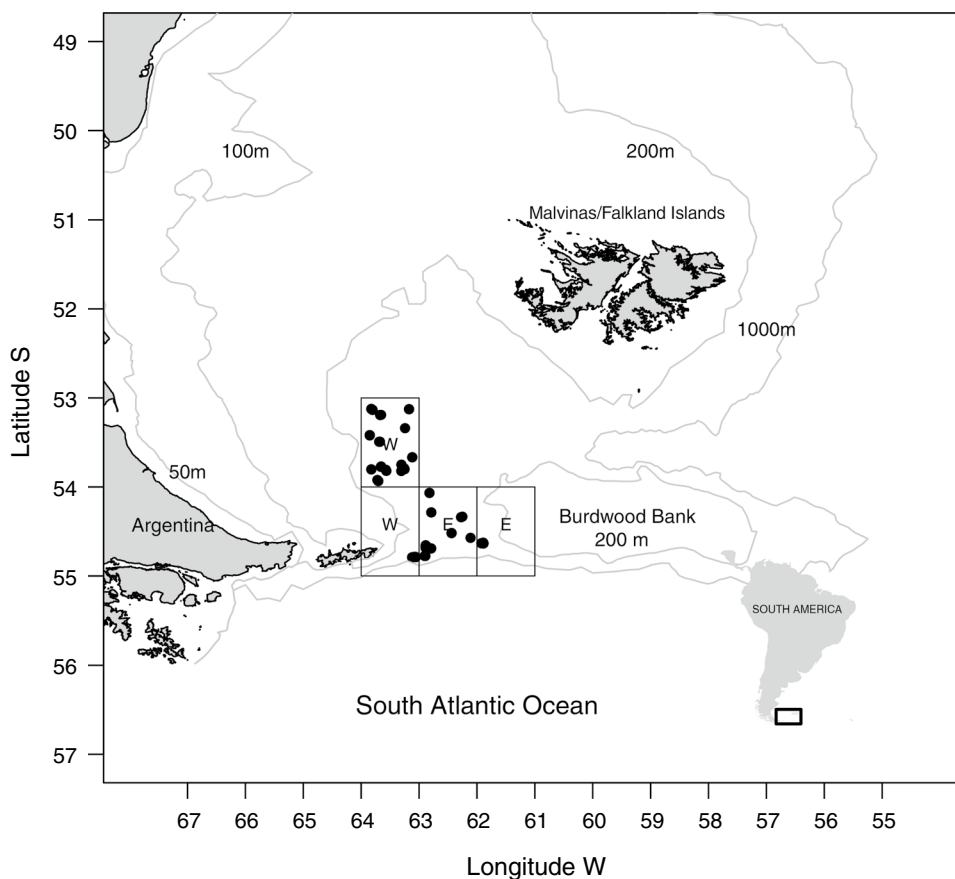 49
50
100m
200m
51
Malvinas/Falkland Islands
52
1000m
Latitude S
53
W
50m
54
Argentina
W
E
E
Burdwood Bank
200 m
55
SOUTH AMERICA
56
South Atlantic Ocean
57
67 66 65 64 63 62 61 60 59 58 57 56 55
Longitude W